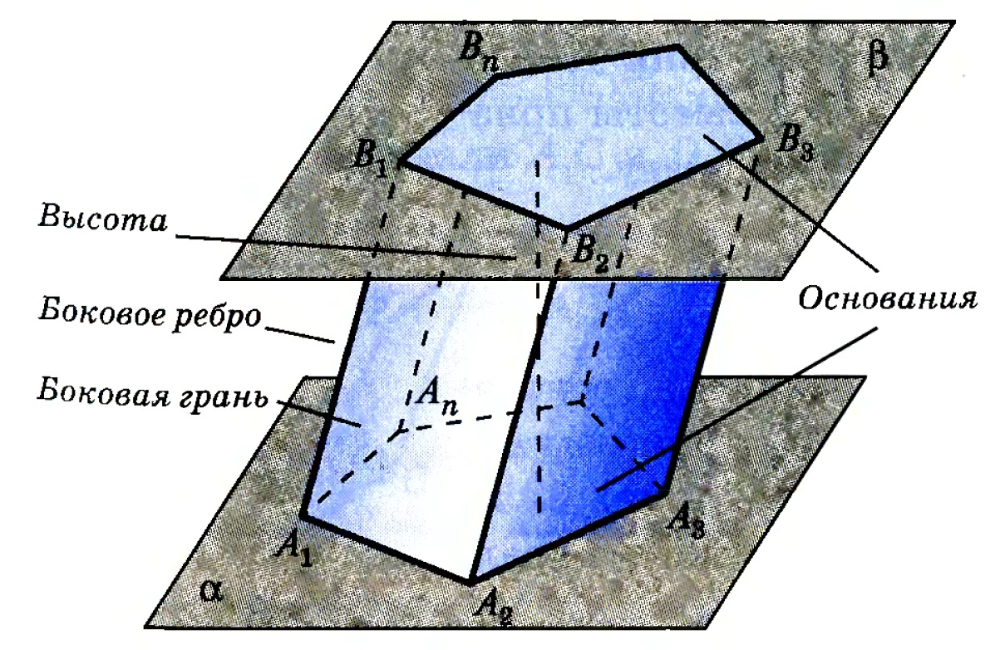 Bₙ
β
B₁
B₃
Высота
B₂
Основания
Боковое ребро
Боковая грань
Aₙ
A₁
A₃
α
A₂